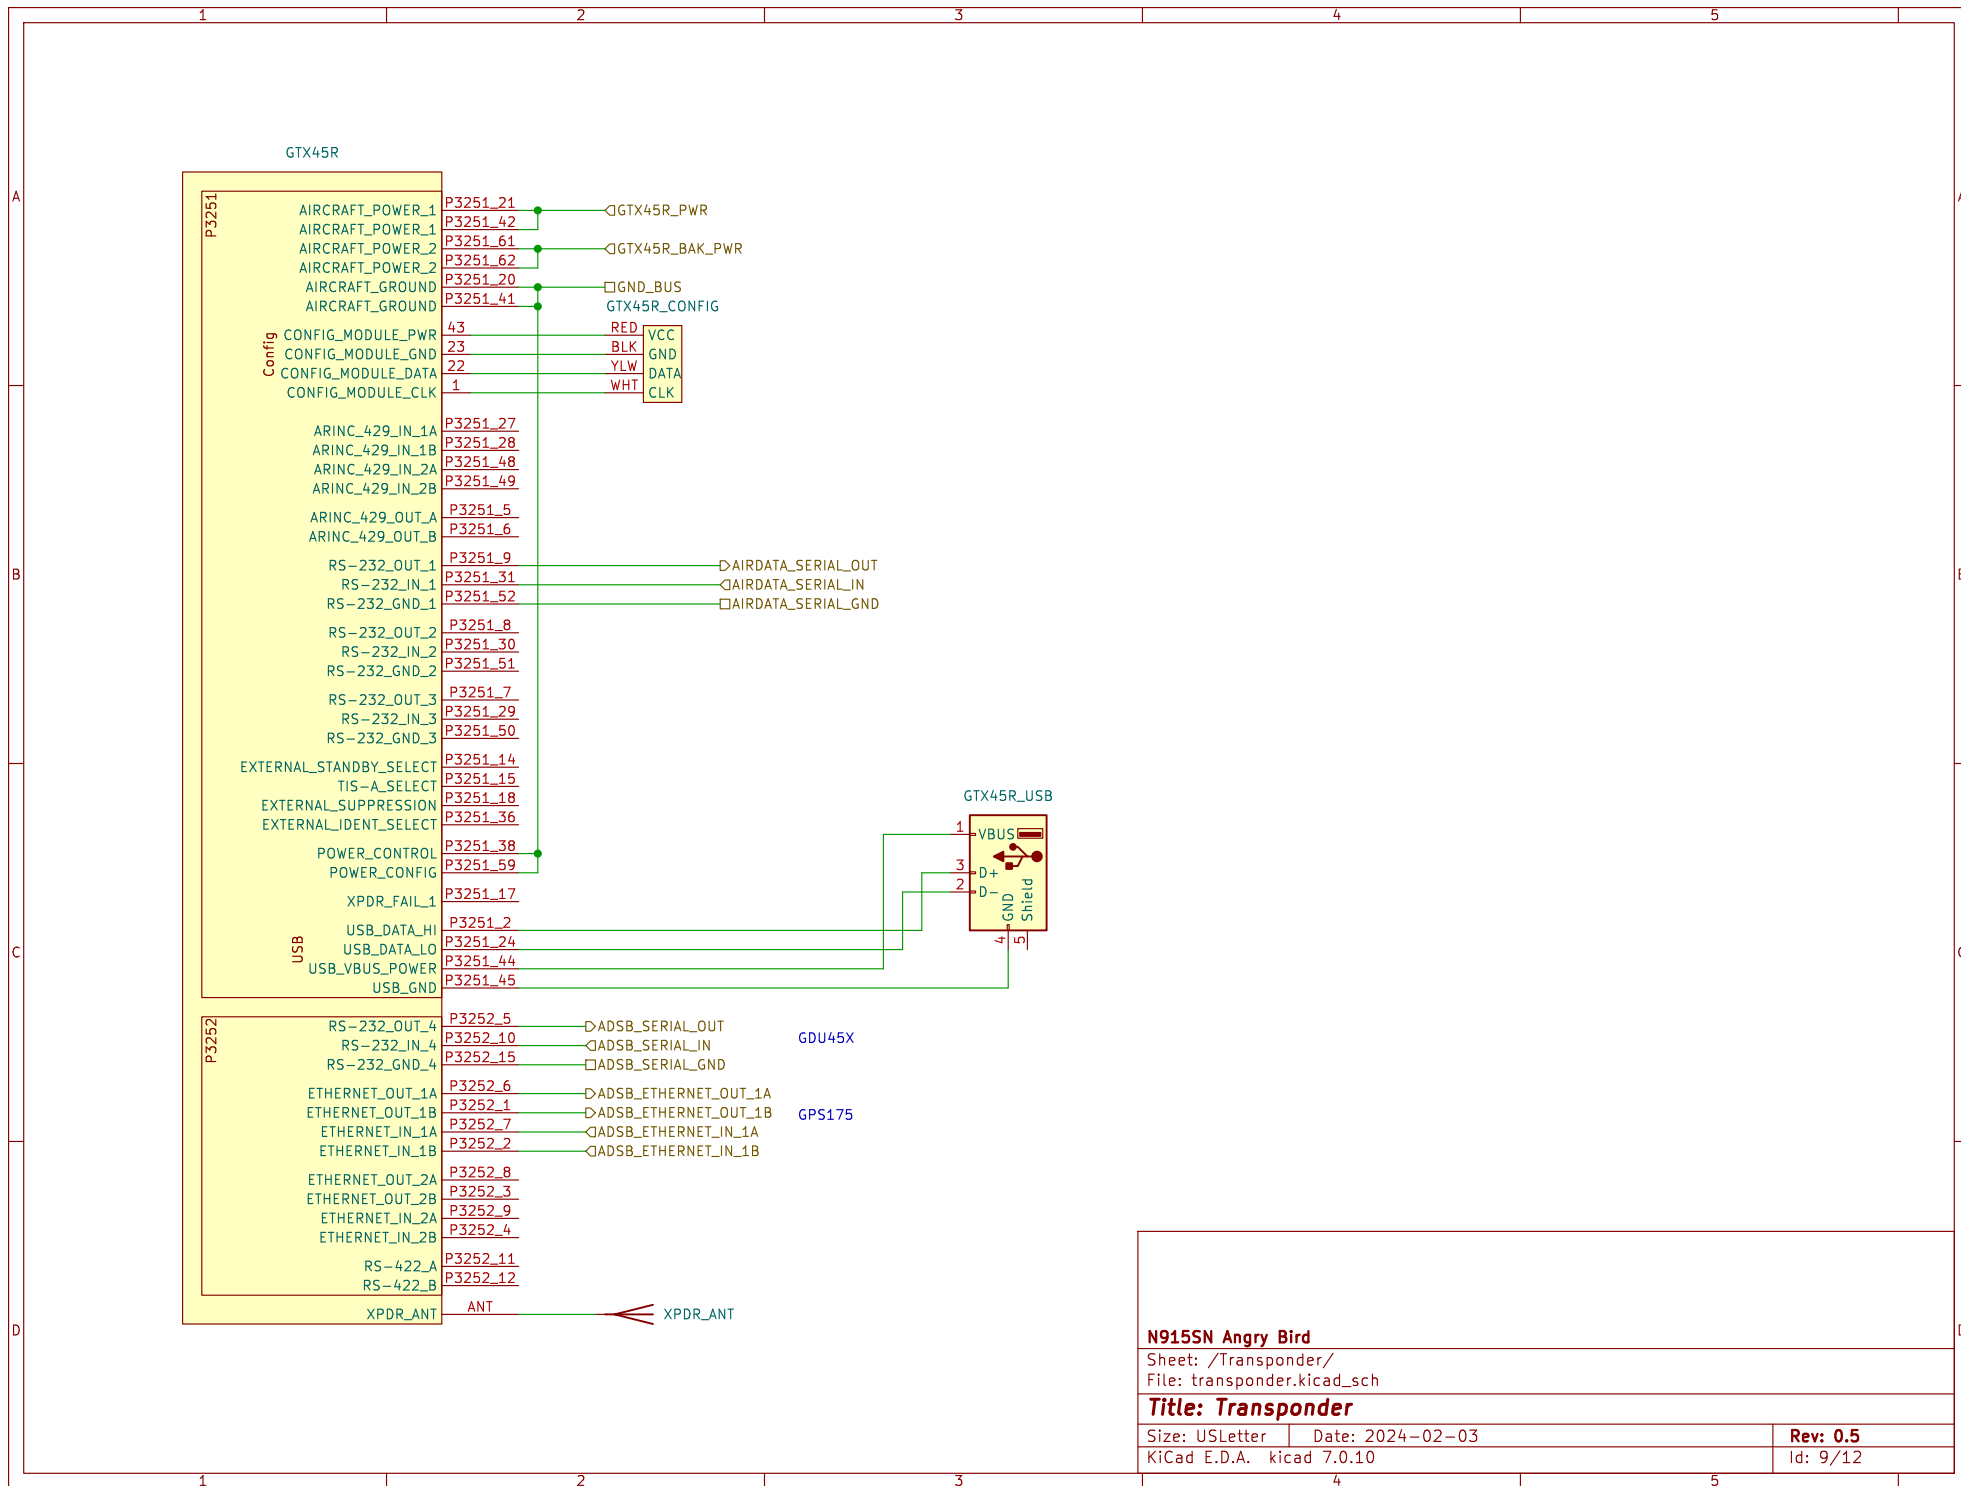 1 2 3 4 5
GTX45R
A
P3251
AIRCRAFT_POWER_1 P3251_21 GTX45R_PWR
AIRCRAFT_POWER_1 P3251_42
AIRCRAFT_POWER_2 P3251_61 GTX45R_BAK_PWR
AIRCRAFT_POWER_2 P3251_62
AIRCRAFT_GROUND P3251_20 GND_BUS
AIRCRAFT_GROUND P3251_41
GTX45R_CONFIG
Config
CONFIG_MODULE_PWR 43 RED VCC
CONFIG_MODULE_GND 23 BLK GND
CONFIG_MODULE_DATA 22 YLW DATA
CONFIG_MODULE_CLK 1 WHT CLK
ARINC_429_IN_1A P3251_27
ARINC_429_IN_1B P3251_28
ARINC_429_IN_2A P3251_48
ARINC_429_IN_2B P3251_49
ARINC_429_OUT_A P3251_5
ARINC_429_OUT_B P3251_6
B
RS-232_OUT_1 P3251_9 AIRDATA_SERIAL_OUT
RS-232_IN_1 P3251_31 AIRDATA_SERIAL_IN
RS-232_GND_1 P3251_52 AIRDATA_SERIAL_GND
RS-232_OUT_2 P3251_8
RS-232_IN_2 P3251_30
RS-232_GND_2 P3251_51
RS-232_OUT_3 P3251_7
RS-232_IN_3 P3251_29
RS-232_GND_3 P3251_50
EXTERNAL_STANDBY_SELECT P3251_14
TIS-A_SELECT P3251_15
EXTERNAL_SUPPRESSION P3251_18
EXTERNAL_IDENT_SELECT P3251_36
POWER_CONTROL P3251_38
POWER_CONFIG P3251_59
XPDR_FAIL_1 P3251_17
C
USB
USB_DATA_HI P3251_2
USB_DATA_LO P3251_24
USB_VBUS_POWER P3251_44
USB_GND P3251_45
GTX45R_USB
1 VBUS
3 D+
2 D-
GND
Shield
4 5
P3252
RS-232_OUT_4 P3252_5 ADSB_SERIAL_OUT
GDU45X
RS-232_IN_4 P3252_10 ADSB_SERIAL_IN
RS-232_GND_4 P3252_15 ADSB_SERIAL_GND
ETHERNET_OUT_1A P3252_6 ADSB_ETHERNET_OUT_1A
ETHERNET_OUT_1B P3252_1 ADSB_ETHERNET_OUT_1B
GPS175
ETHERNET_IN_1A P3252_7 ADSB_ETHERNET_IN_1A
ETHERNET_IN_1B P3252_2 ADSB_ETHERNET_IN_1B
ETHERNET_OUT_2A P3252_8
ETHERNET_OUT_2B P3252_3
ETHERNET_IN_2A P3252_9
ETHERNET_IN_2B P3252_4
RS-422_A P3252_11
RS-422_B P3252_12
XPDR_ANT ANT XPDR_ANT
D
N915SN Angry Bird
Sheet: /Transponder/
File: transponder.kicad_sch
Title: Transponder
Size: USLetter Date: 2024-02-03 Rev: 0.5
KiCad E.D.A. kicad 7.0.10 Id: 9/12
1 2 3 4 5